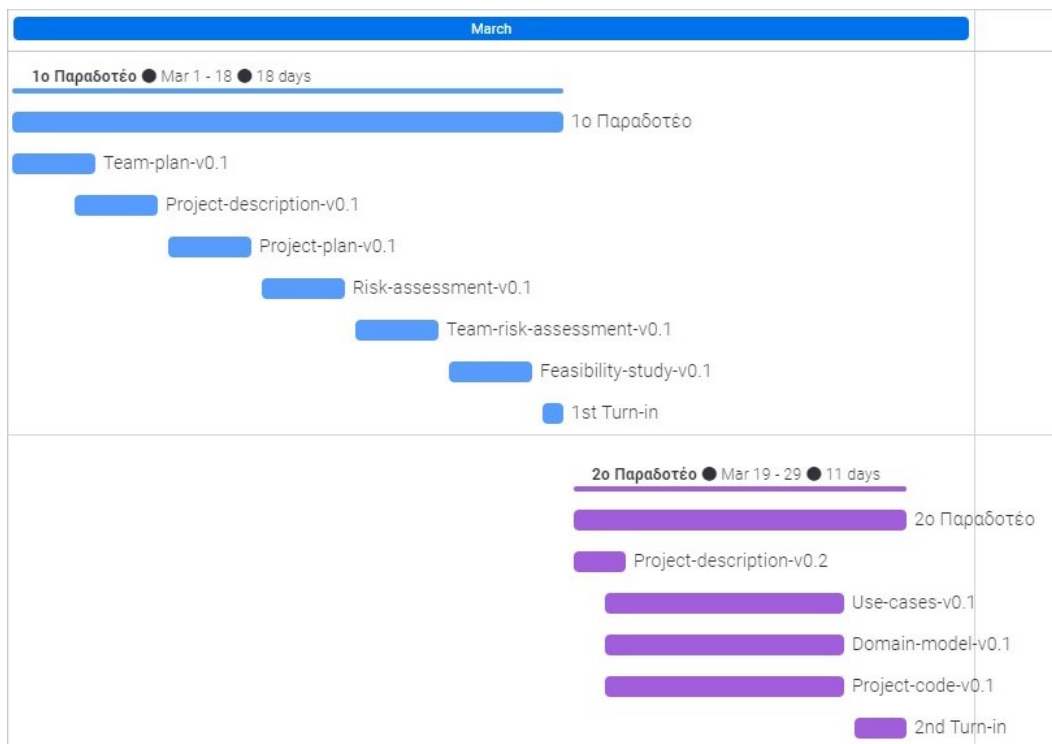 March
1ο Παραδοτέο ● Mar 1 - 18 ● 18 days
1ο Παραδοτέο
Team-plan-v0.1
Project-description-v0.1
Project-plan-v0.1
Risk-assessment-v0.1
Team-risk-assessment-v0.1
Feasibility-study-v0.1
1st Turn-in
2ο Παραδοτέο ● Mar 19 - 29 ● 11 days
2ο Παραδοτέο
Project-description-v0.2
Use-cases-v0.1
Domain-model-v0.1
Project-code-v0.1
2nd Turn-in